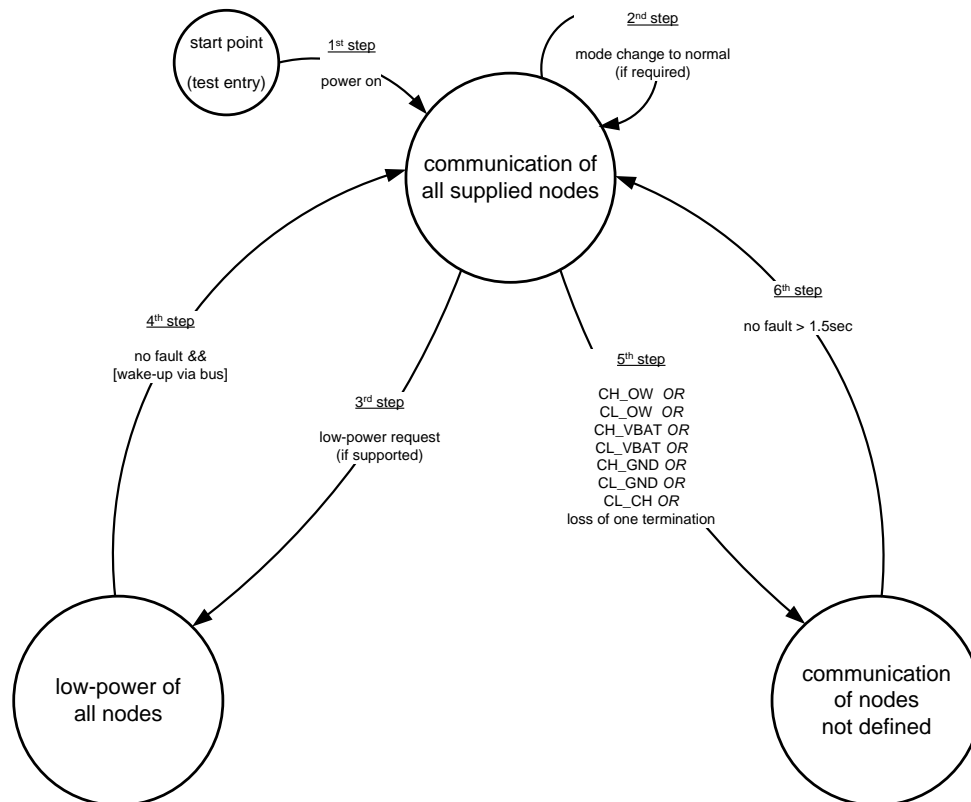 start point
(test entry)
1st step
power on
2nd step
mode change to normal
(if required)
communication of
all supplied nodes
4th step
no fault &&
[wake-up via bus]
3rd step
low-power request
(if supported)
5th step
CH_OW OR
CL_OW OR
CH_VBAT OR
CL_VBAT OR
CH_GND OR
CL_GND OR
CL_CH OR
loss of one termination
6th step
no fault > 1.5sec
low-power of
all nodes
communication
of nodes
not defined